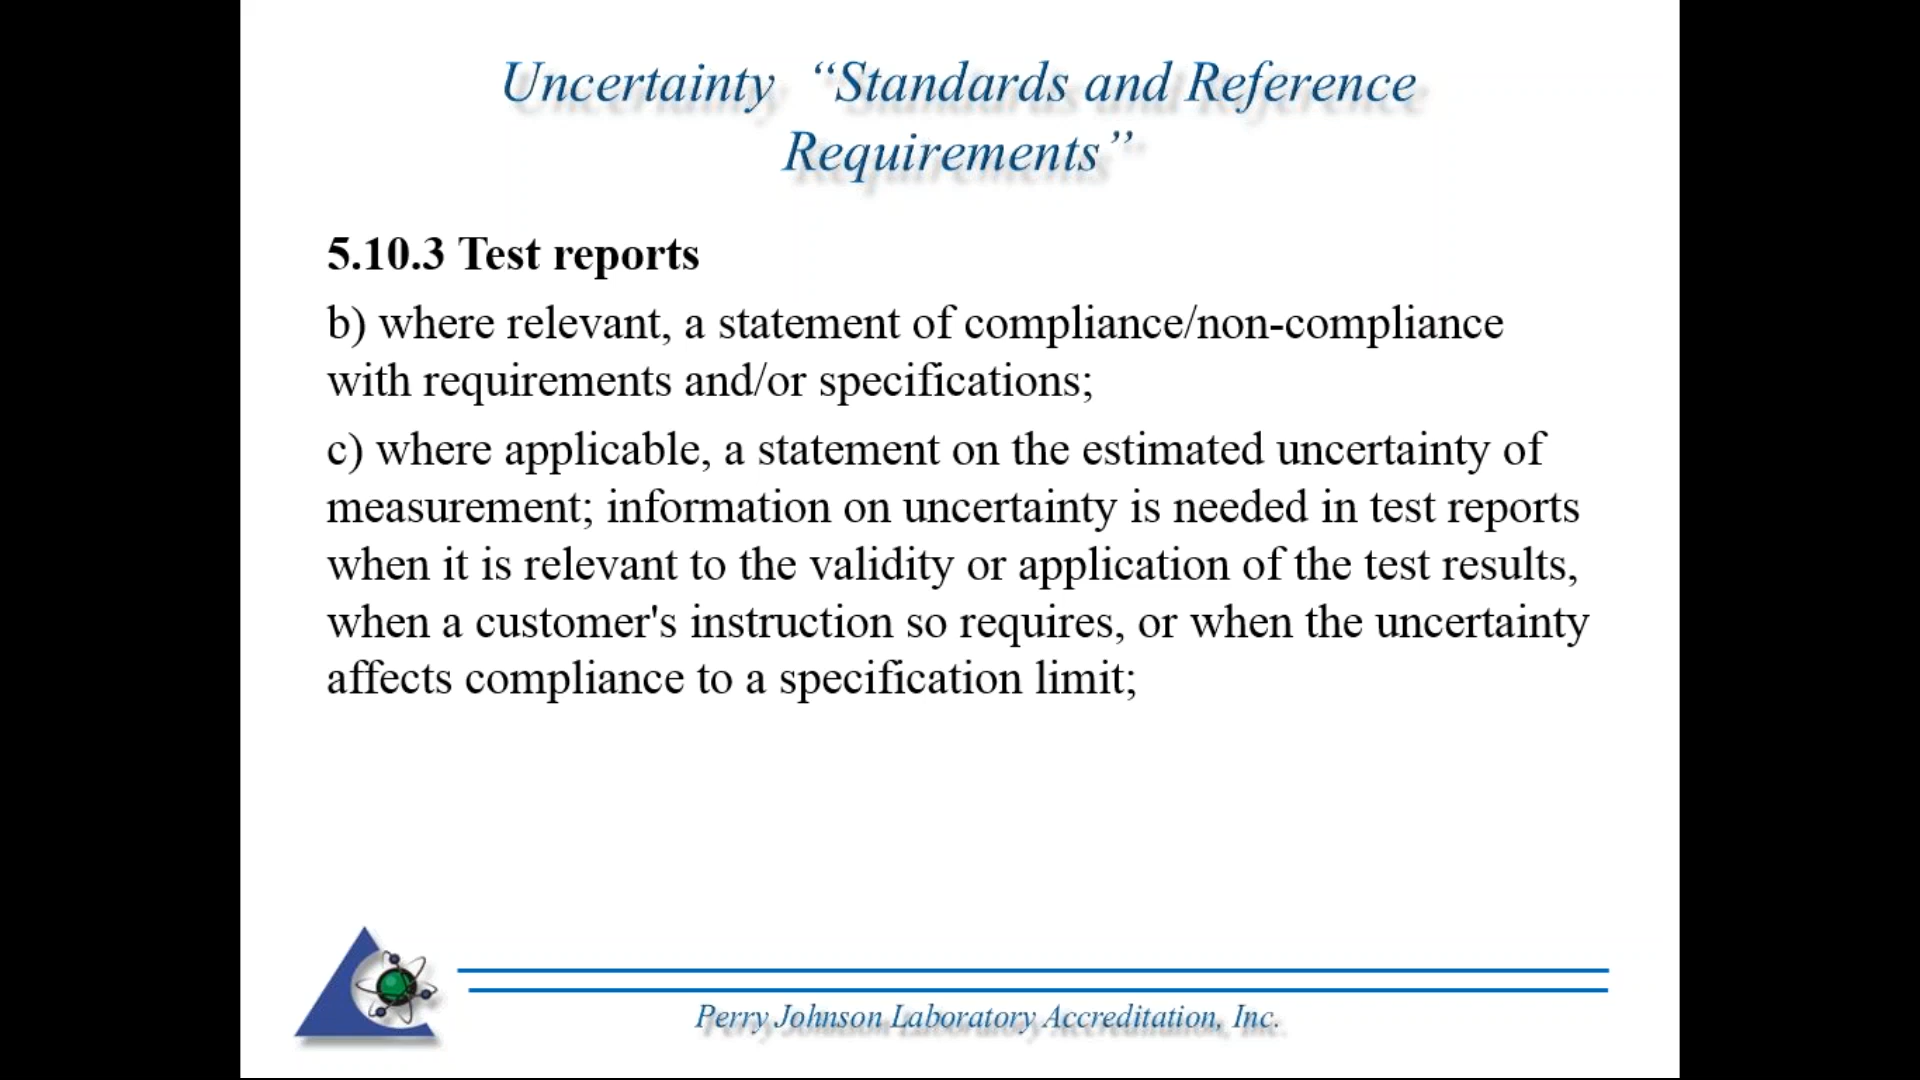 Uncertainty “Standards and Reference
Requirements”
5.10.3 Test reports
b) where relevant, a statement of compliance/non-compliance
with requirements and/or specifications;
c) where applicable, a statement on the estimated uncertainty of
measurement; information on uncertainty is needed in test reports
when it is relevant to the validity or application of the test results,
when a customer's instruction so requires, or when the uncertainty
affects compliance to a specification limit;
Perry Johnson Laboratory Accreditation, Inc.